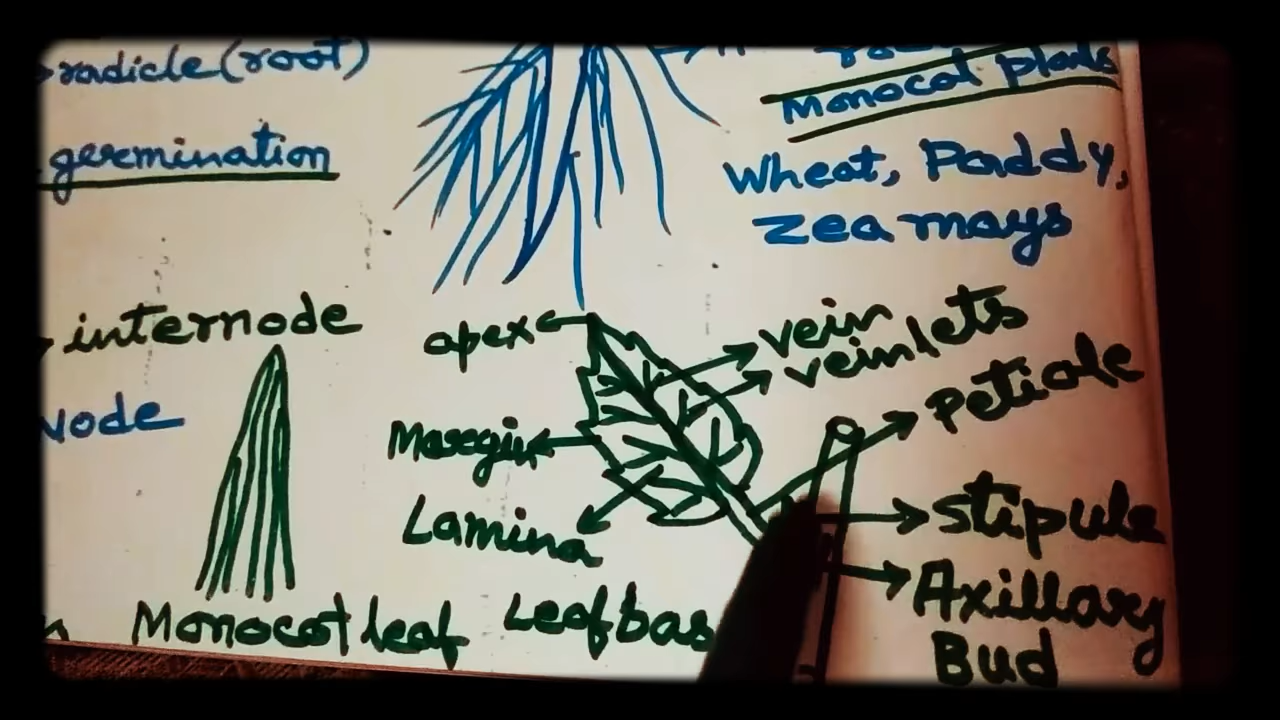 radicle (root)
germination
Monocot plants
Wheat, Paddy,
Zea mays
internode
Node
Monocot leaf
apex
Margin
Lamina
Leaf bas
vein
veinlets
Petiole
Stipule
Axillary
Bud